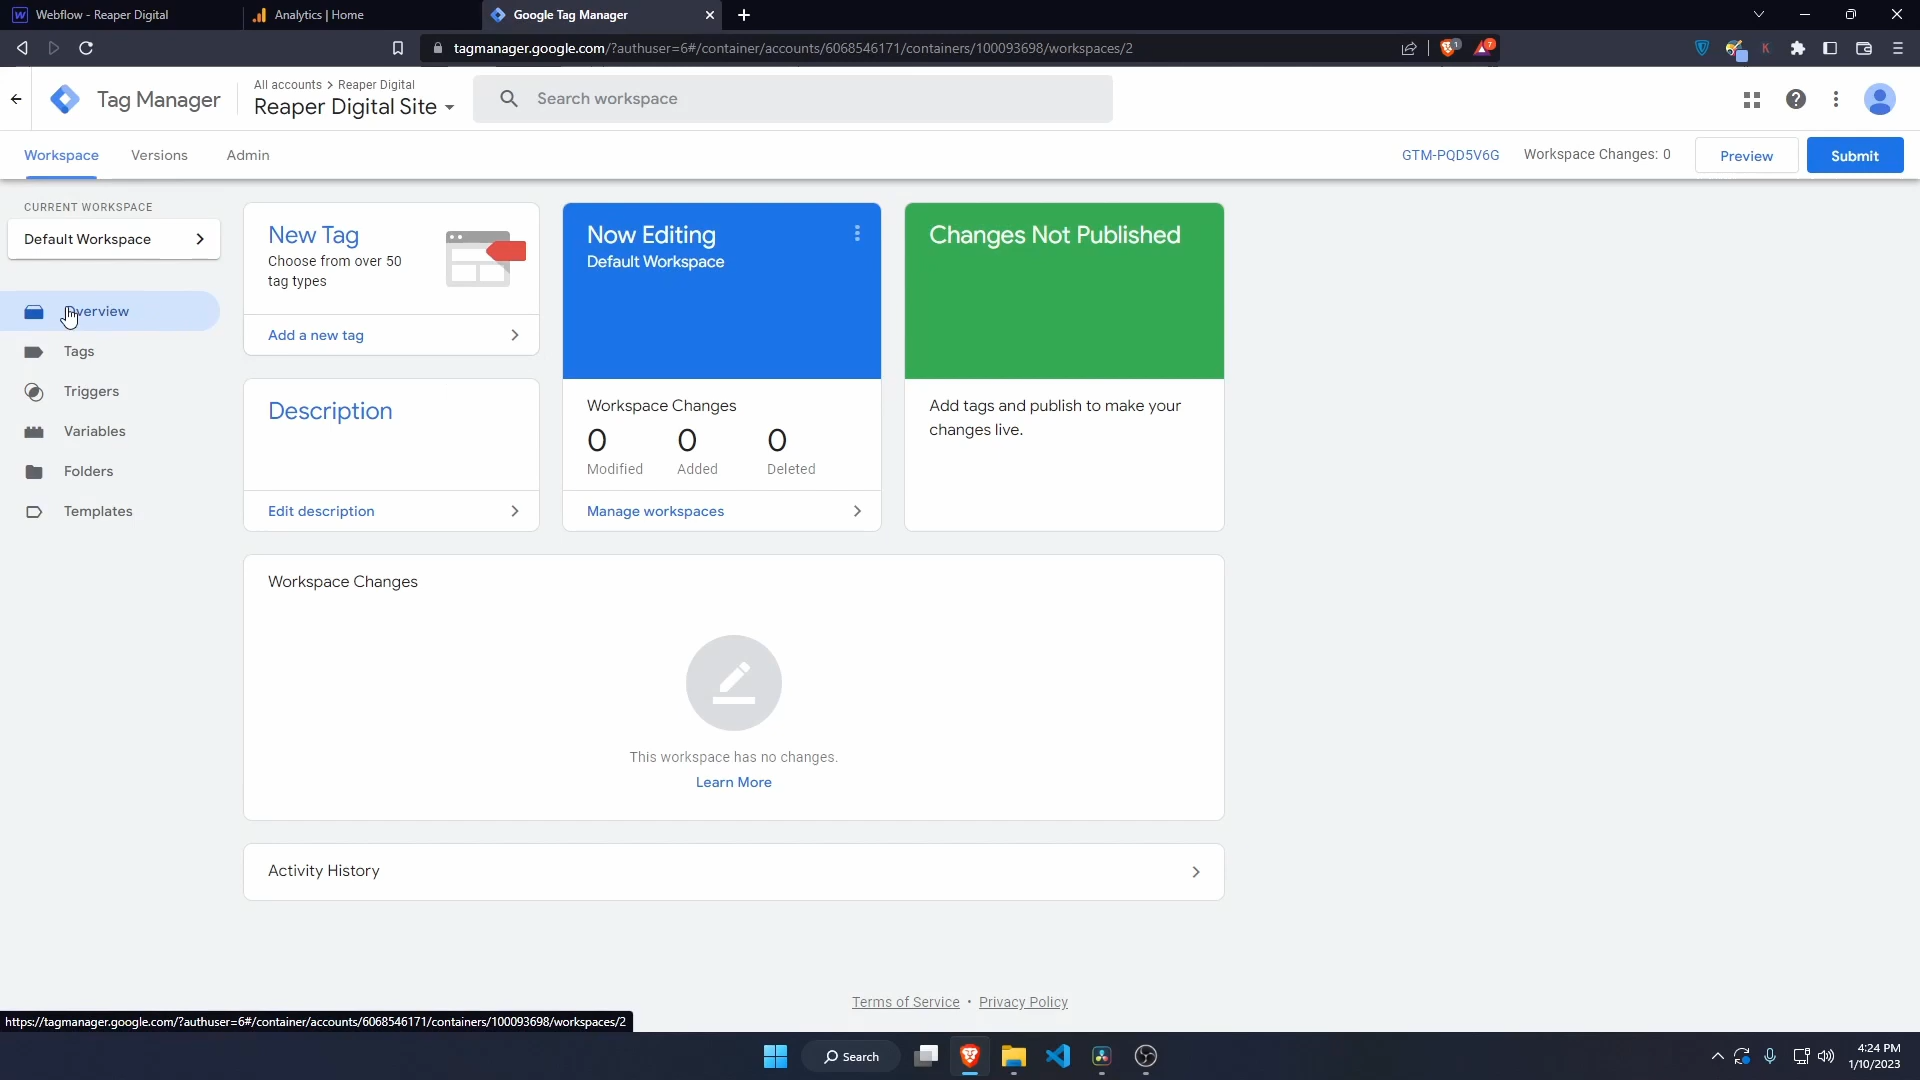 Webflow - Reaper Digital
Analytics | Home
Google Tag Manager
tagmanager.google.com/?authuser=6#/container/accounts/6068546171/containers/100093698/workspaces/2
1
7
K
Tag Manager
All accounts > Reaper Digital
Reaper Digital Site
Search workspace
Workspace
Versions
Admin
GTM-PQD5V6G
Workspace Changes: 0
Preview
Submit
CURRENT WORKSPACE
Default Workspace
Overview
Tags
Triggers
Variables
Folders
Templates
New Tag
Choose from over 50
tag types
Add a new tag
Description
Edit description
Now Editing
Default Workspace
Workspace Changes
0 0 0
Modified Added Deleted
Manage workspaces
Changes Not Published
Add tags and publish to make your
changes live.
Workspace Changes
This workspace has no changes.
Learn More
Activity History
Terms of Service • Privacy Policy
https://tagmanager.google.com/?authuser=6#/container/accounts/6068546171/containers/100093698/workspaces/2
Search
4:24 PM
1/10/2023